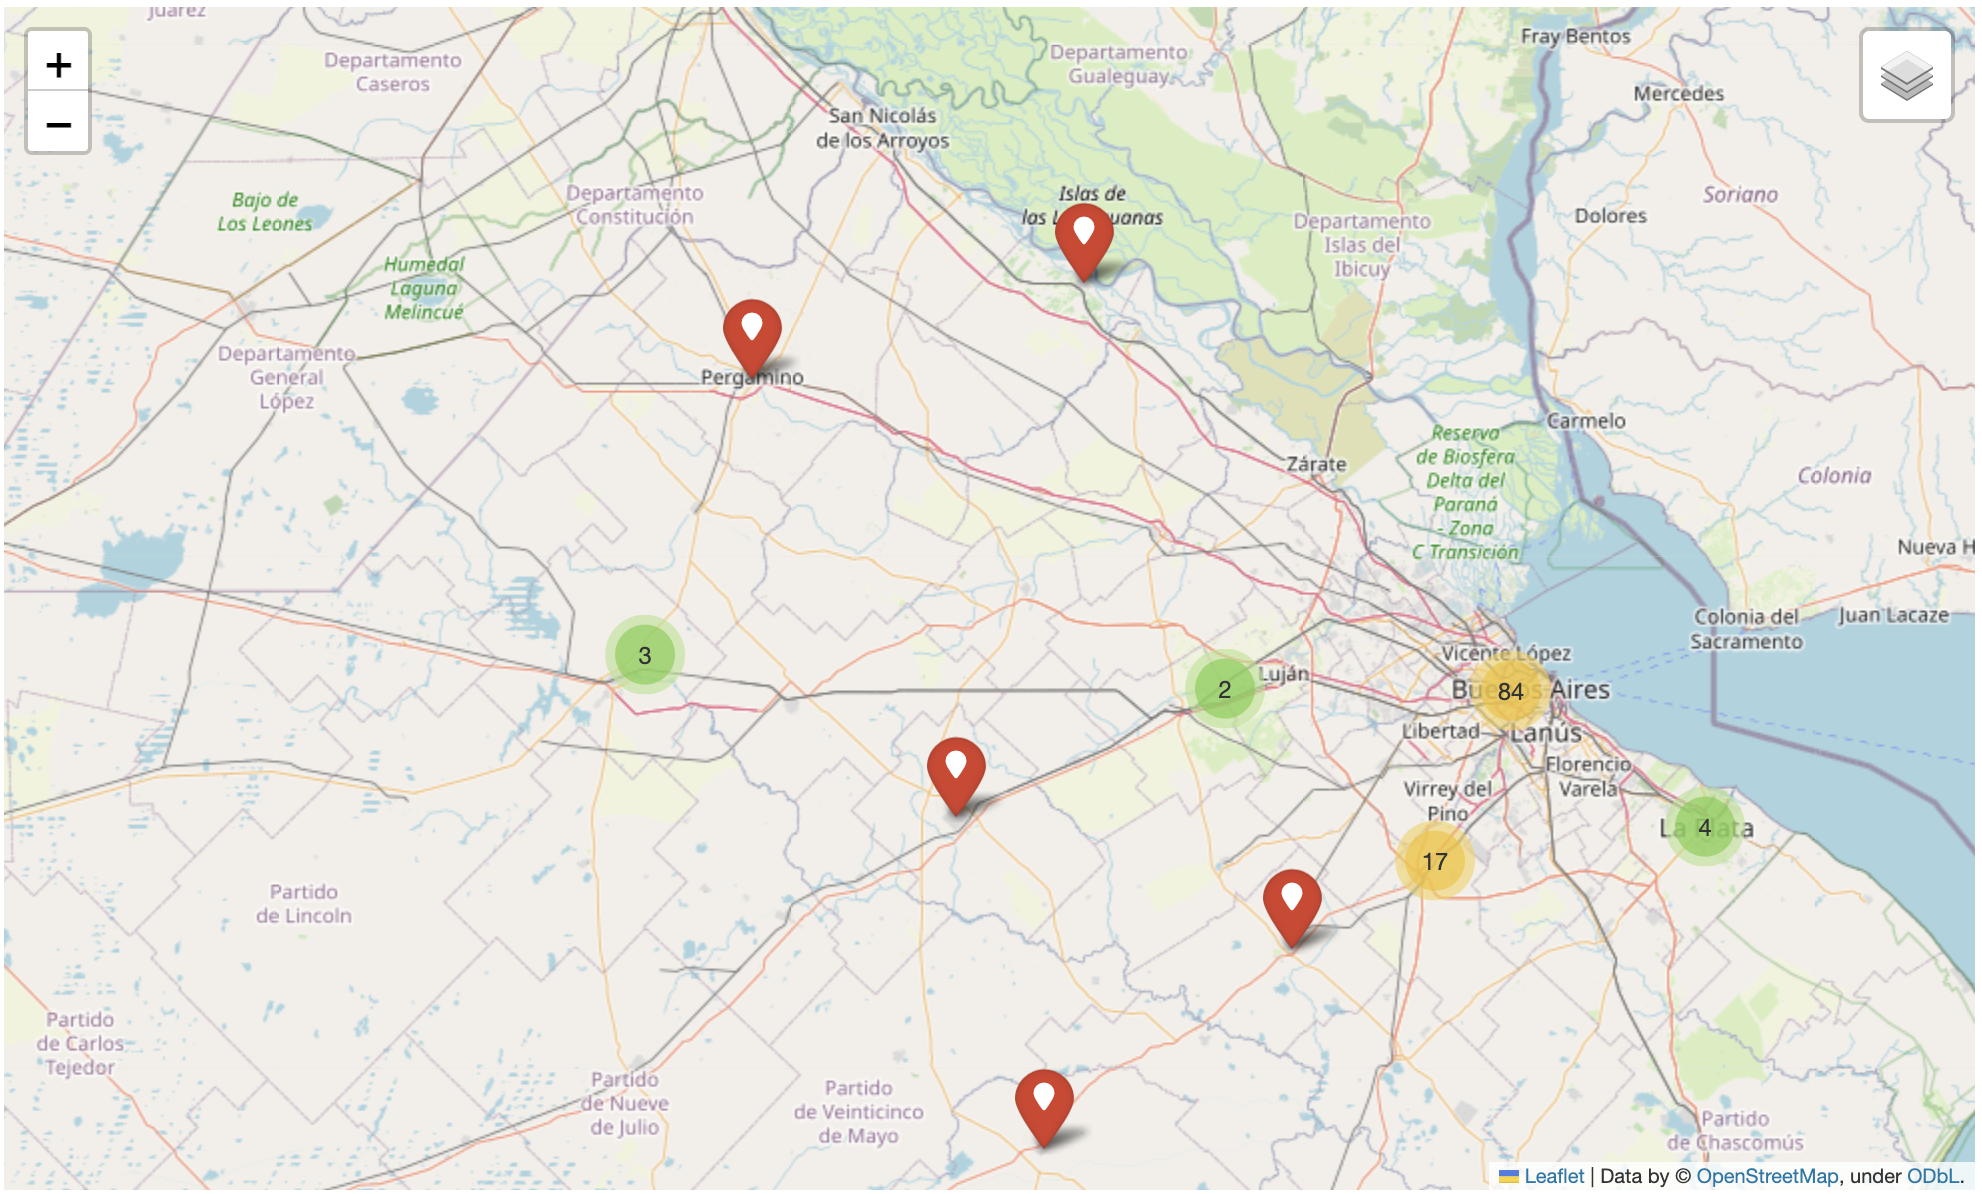 Juárez
Departamento
Caseros
Departamento
Gualeguay
Fray Bentos
Mercedes
+
−
San Nicolás
de los Arroyos
Bajo de
Los Leones
Departamento
Constitución
Islas de
las L uanas
Departamento
Islas del
Ibicuy
Dolores
Soriano
Humedal
Laguna
Melincué
Departamento
General
López
Pergamino
Carmelo
Zárate
Reserva
de Biosfera
Delta del
Paraná
- Zona
C Transición
Colonia
Nueva H
Colonia del
Sacramento
Juan Lacaze
3
2
Luján
Vicente López
Buenos Aires
84
Libertad
Lanús
Florencio
Varela
Virrey del
Pino
La Plata
4
17
Partido
de Lincoln
Partido
de Carlos
Tejedor
Partido
de Nueve
de Julio
Partido
de Veinticinco
de Mayo
Partido
de Chascomús
Leaflet | Data by © OpenStreetMap, under ODbL.